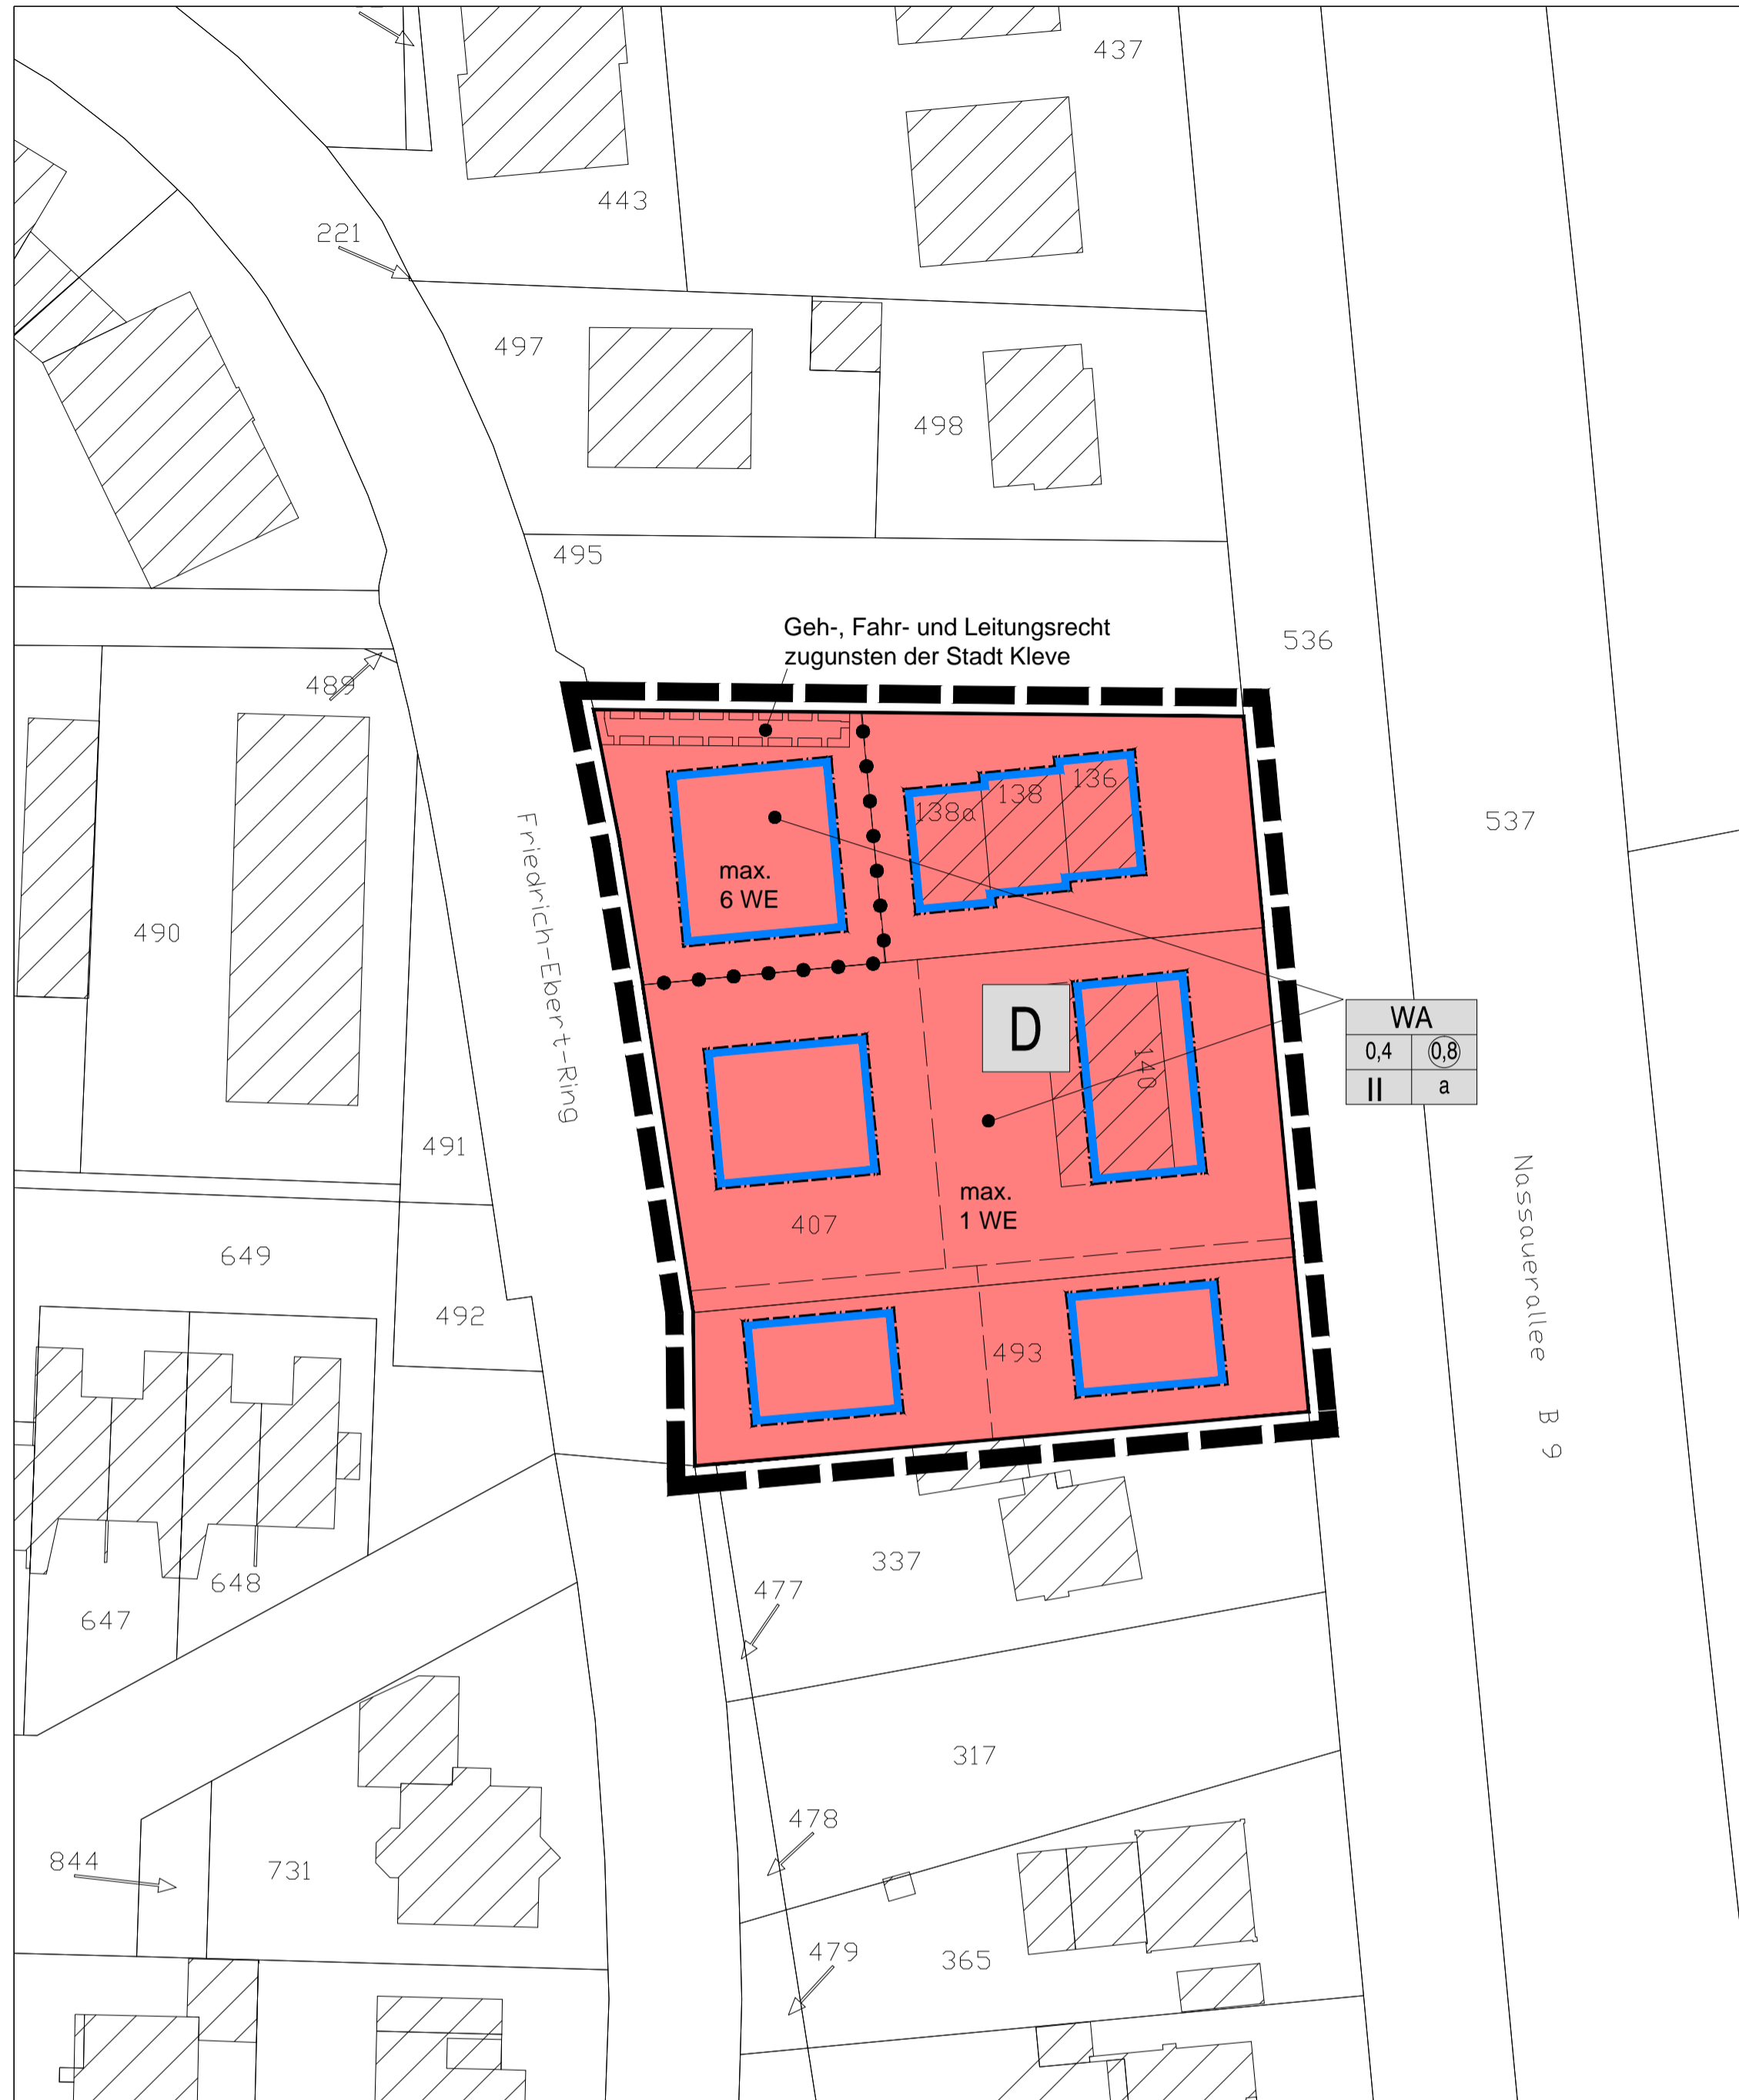 437
443
221
497
498
495
Geh-, Fahr- und Leitungsrecht
zugunsten der Stadt Kleve
536
489
537
136
138
138a
max.
6 WE
Friedrich-Ebert-Ring
490
D
140
WA
0,4 0,8
II a
491
max.
1 WE
407
649
492
493
Nassauerallee B 9
337
477
648
647
317
478
844
731
479
365